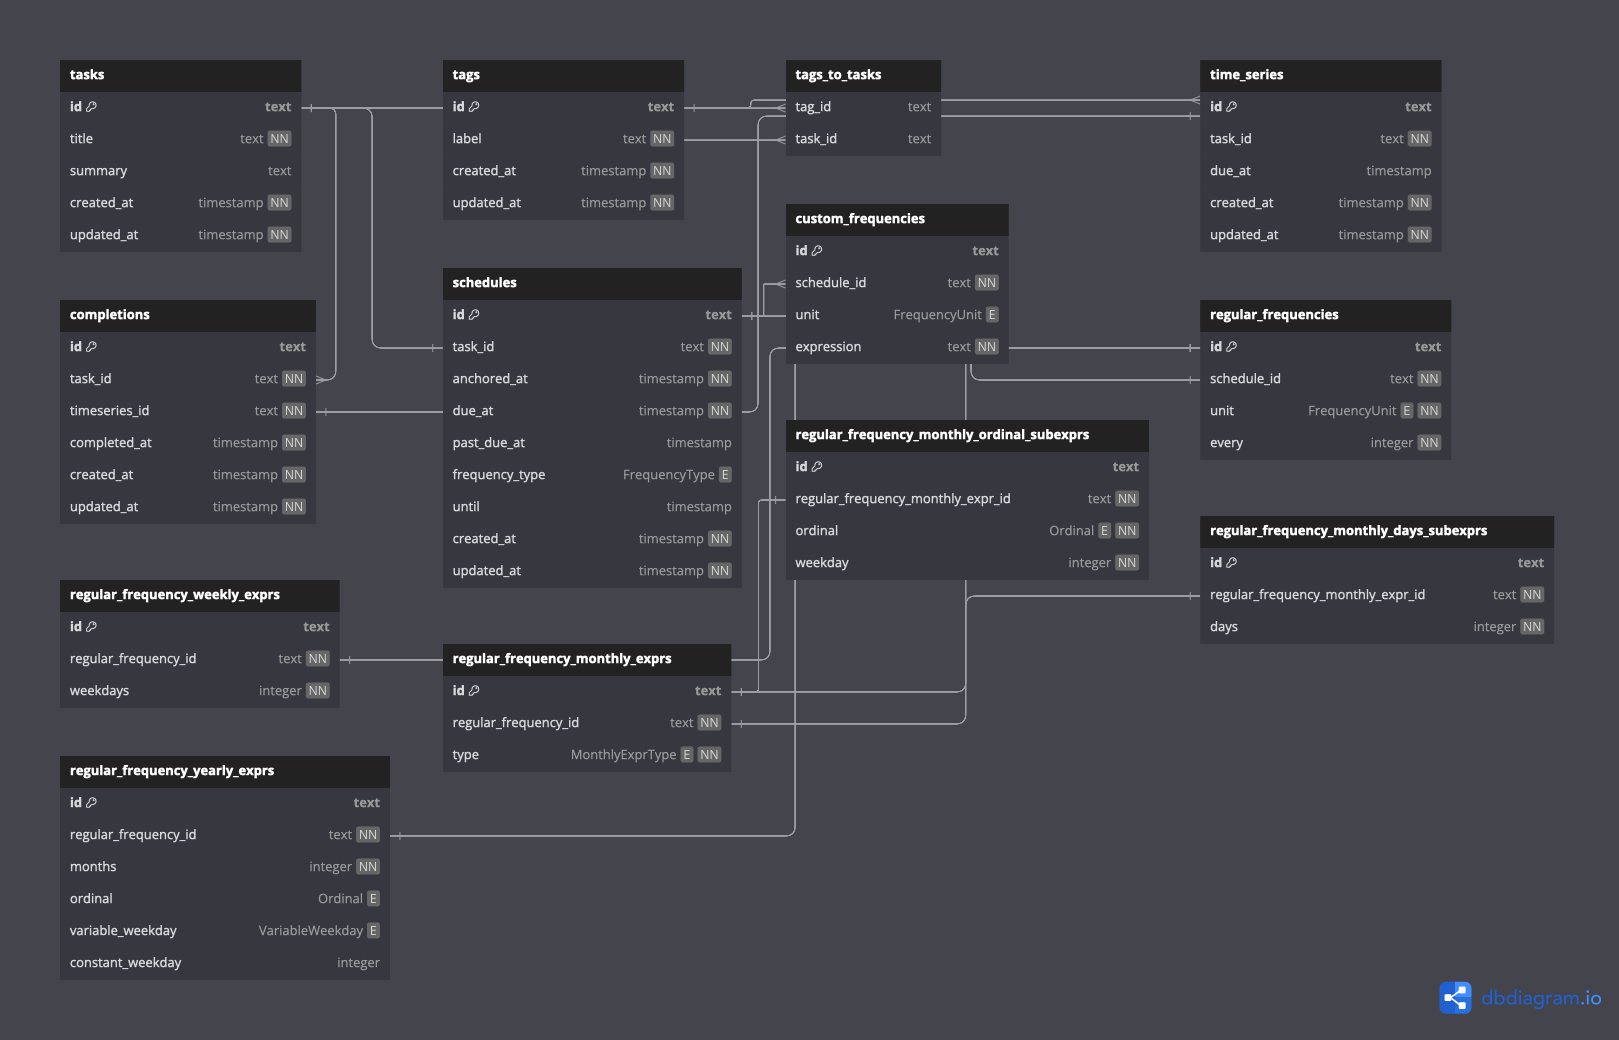 tasks
id text
title text NN
summary text
created_at timestamp NN
updated_at timestamp NN
tags
id text
label text NN
created_at timestamp NN
updated_at timestamp NN
tags_to_tasks
tag_id text
task_id text
time_series
id text
task_id text NN
due_at timestamp
created_at timestamp NN
updated_at timestamp NN
custom_frequencies
id text
schedule_id text NN
unit FrequencyUnit E
expression text NN
schedules
id text
task_id text NN
anchored_at timestamp NN
due_at timestamp NN
past_due_at timestamp
frequency_type FrequencyType E
until timestamp
created_at timestamp NN
updated_at timestamp NN
completions
id text
task_id text NN
timeseries_id text NN
completed_at timestamp NN
created_at timestamp NN
updated_at timestamp NN
regular_frequencies
id text
schedule_id text NN
unit FrequencyUnit E NN
every integer NN
regular_frequency_monthly_ordinal_subexprs
id text
regular_frequency_monthly_expr_id text NN
ordinal Ordinal E NN
weekday integer NN
regular_frequency_monthly_days_subexprs
id text
regular_frequency_monthly_expr_id text NN
days integer NN
regular_frequency_weekly_exprs
id text
regular_frequency_id text NN
weekdays integer NN
regular_frequency_monthly_exprs
id text
regular_frequency_id text NN
type MonthlyExprType E NN
regular_frequency_yearly_exprs
id text
regular_frequency_id text NN
months integer NN
ordinal Ordinal E
variable_weekday VariableWeekday E
constant_weekday integer
dbdiagram.io